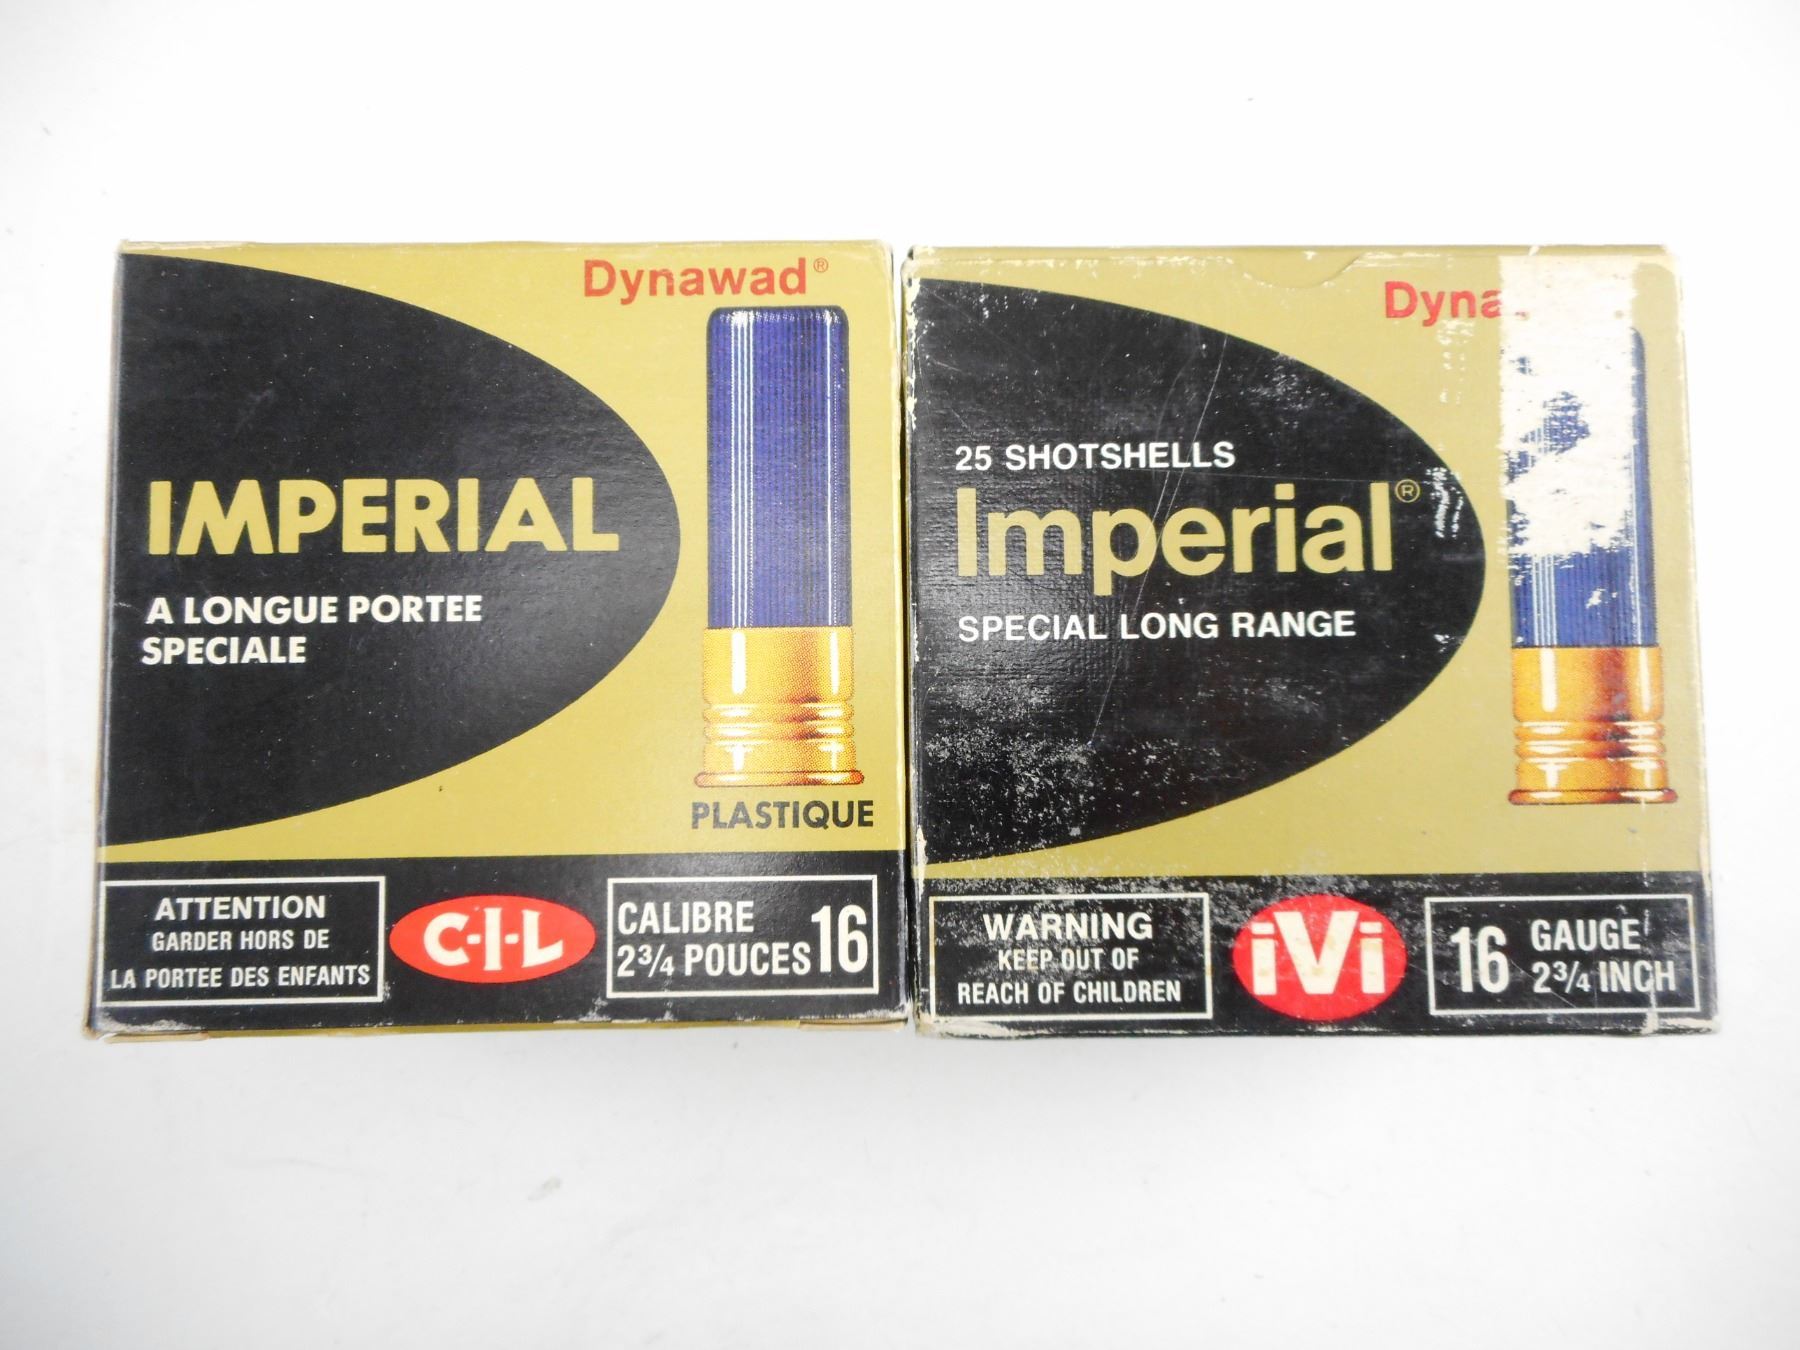 Dynawad®
IMPERIAL
A LONGUE PORTEE
SPECIALE
PLASTIQUE
ATTENTION
GARDER HORS DE
LA PORTEE DES ENFANTS
C-I-L
CALIBRE
2¾ POUCES
16
Dyna
25 SHOTSHELLS
Imperial®
SPECIAL LONG RANGE
WARNING
KEEP OUT OF
REACH OF CHILDREN
iVi
16
GAUGE
2¾ INCH